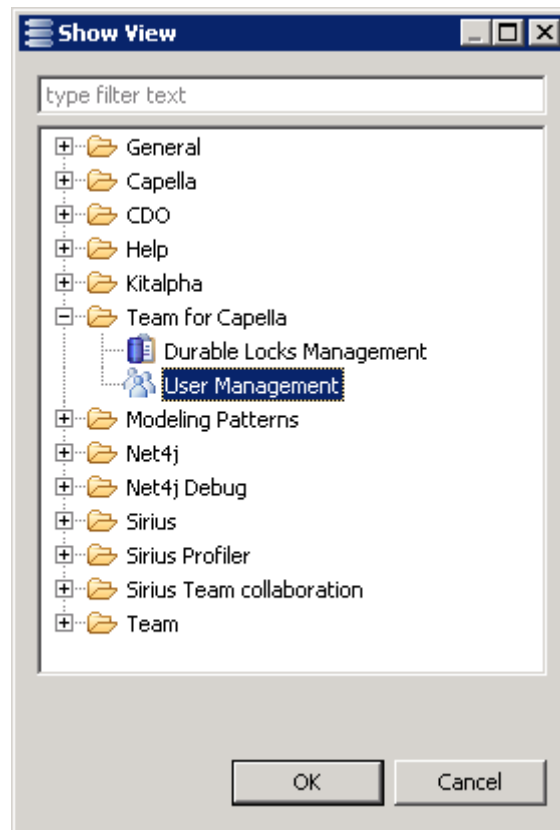 Show View
type filter text
General
Capella
CDO
Help
Kitalpha
Team for Capella
Durable Locks Management
User Management
Modeling Patterns
Net4j
Net4j Debug
Sirius
Sirius Profiler
Sirius Team collaboration
Team
OK Cancel